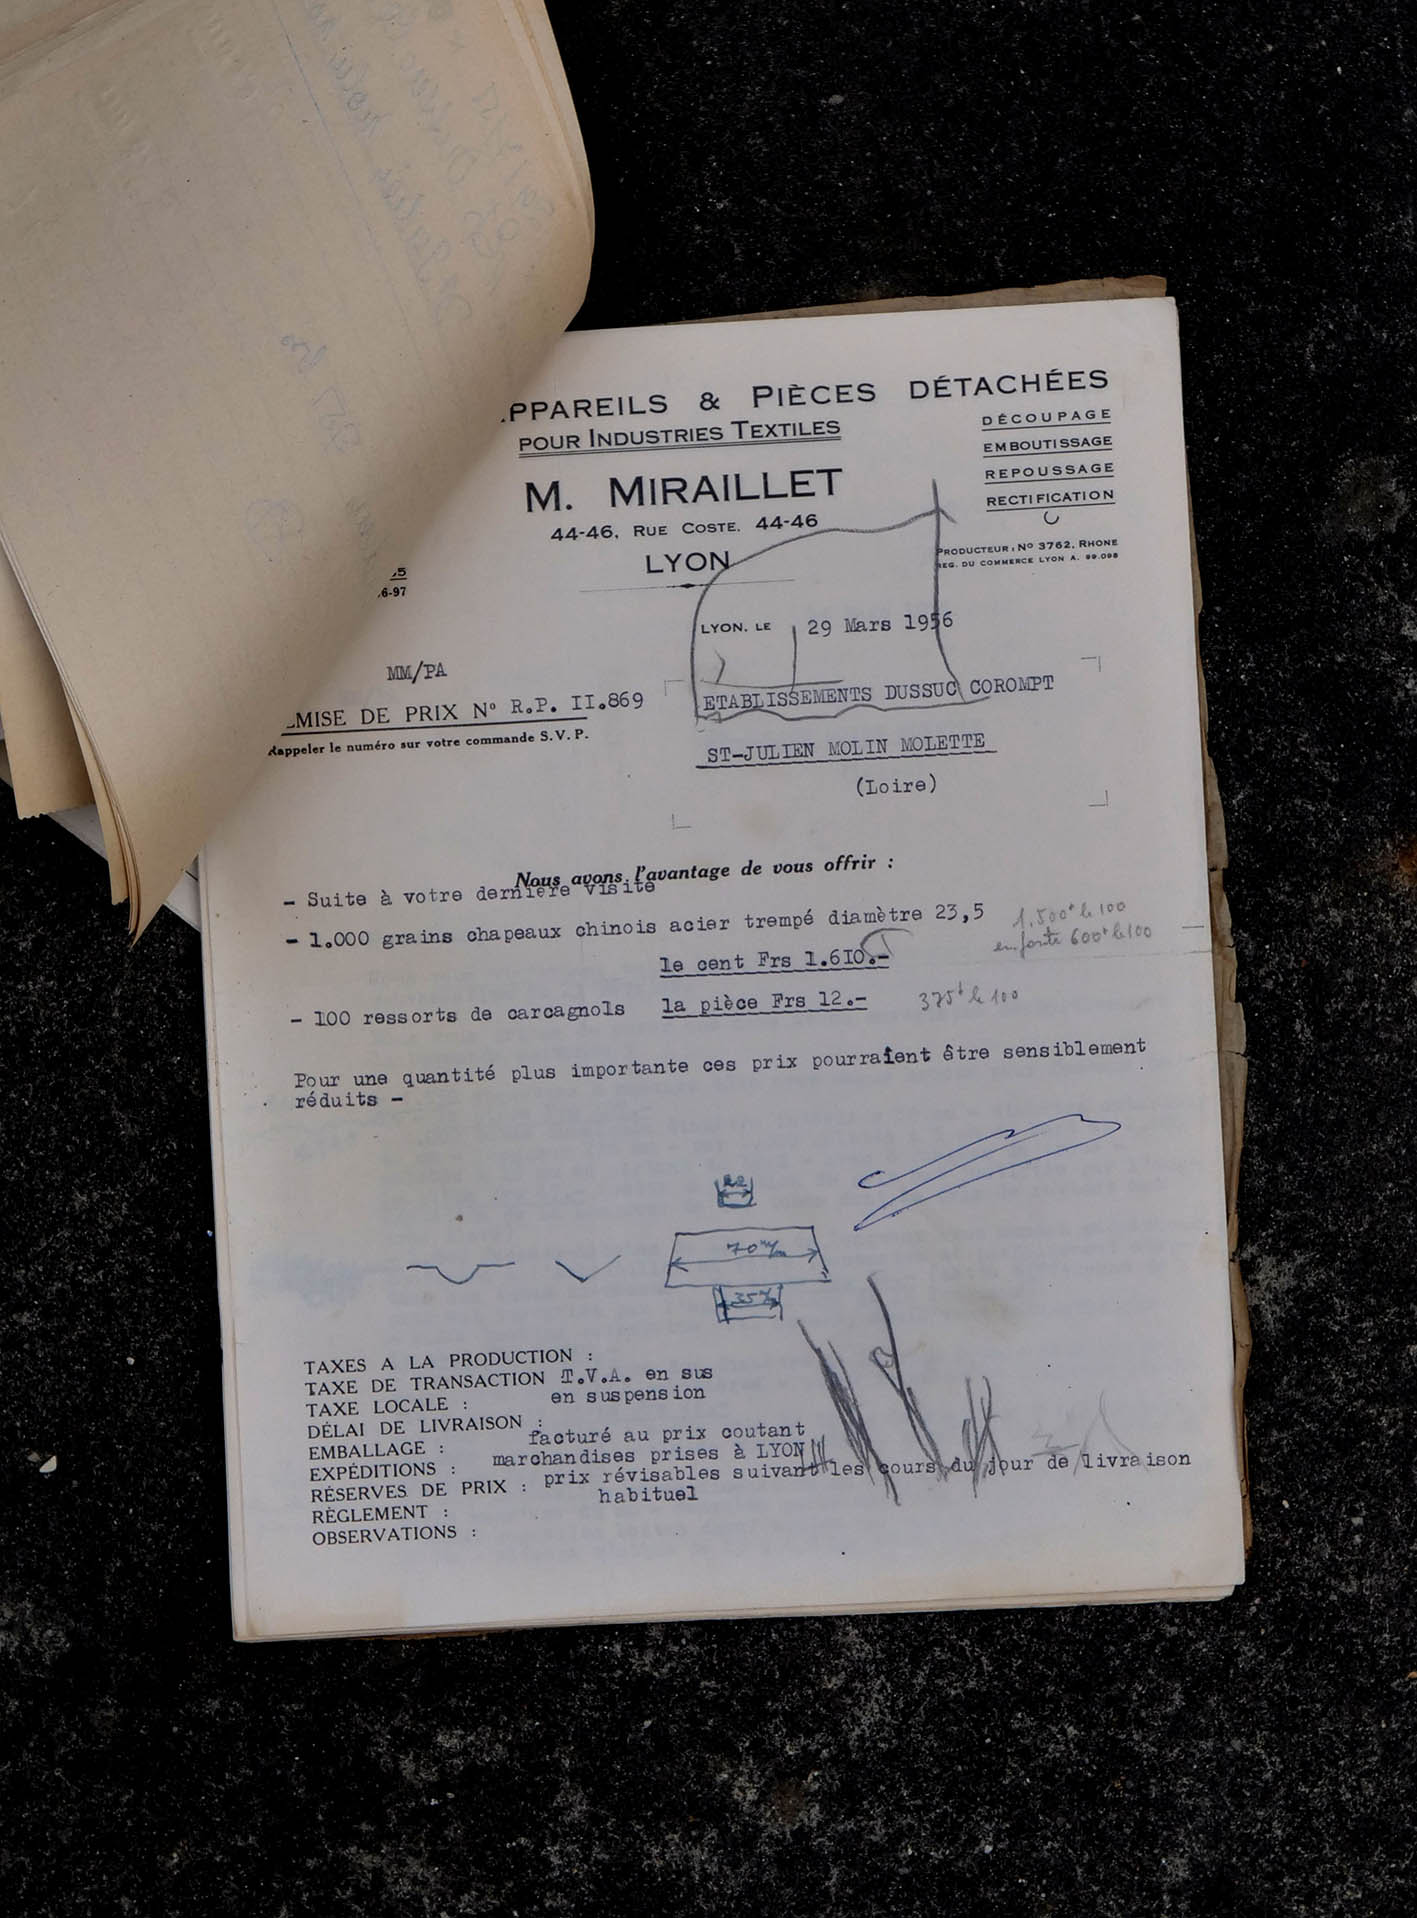 PPAREILS & PIÈCES DÉTACHÉES
POUR INDUSTRIES TEXTILES
DÉCOUPAGE
EMBOUTISSAGE
REPOUSSAGE
RECTIFICATION
M. MIRAILLET
44-46, RUE COSTE, 44-46
LYON
PRODUCTEUR : No 3762, RHONE
REG. DU COMMERCE LYON A. 99.098
6-97
LYON, LE 29 Mars 1956
MM/PA
MISE DE PRIX No R.P. II.869
Rappeler le numéro sur votre commande S.V.P.
ETABLISSEMENTS DUSSUC COROMPT
ST-JULIEN MOLIN MOLETTE
(Loire)
Nous avons l'avantage de vous offrir :
- Suite à votre dernière visite
- 1.000 grains chapeaux chinois acier trempé diamètre 23,5
1.500f le 100
en fonte 600f le 100
le cent Frs 1.610.-
- 100 ressorts de carcagnols la pièce Frs 12.- 375f le 100
Pour une quantité plus importante ces prix pourraient être sensiblement
réduits -
22
70 m/m
35 m/m
TAXES A LA PRODUCTION :
TAXE DE TRANSACTION T.V.A. en sus
TAXE LOCALE : en suspension
DÉLAI DE LIVRAISON :
EMBALLAGE : facturé au prix coutant
EXPÉDITIONS : marchandises prises à LYON
RÉSERVES DE PRIX : prix révisables suivant les cours du jour de livraison
RÈGLEMENT : habituel
OBSERVATIONS :